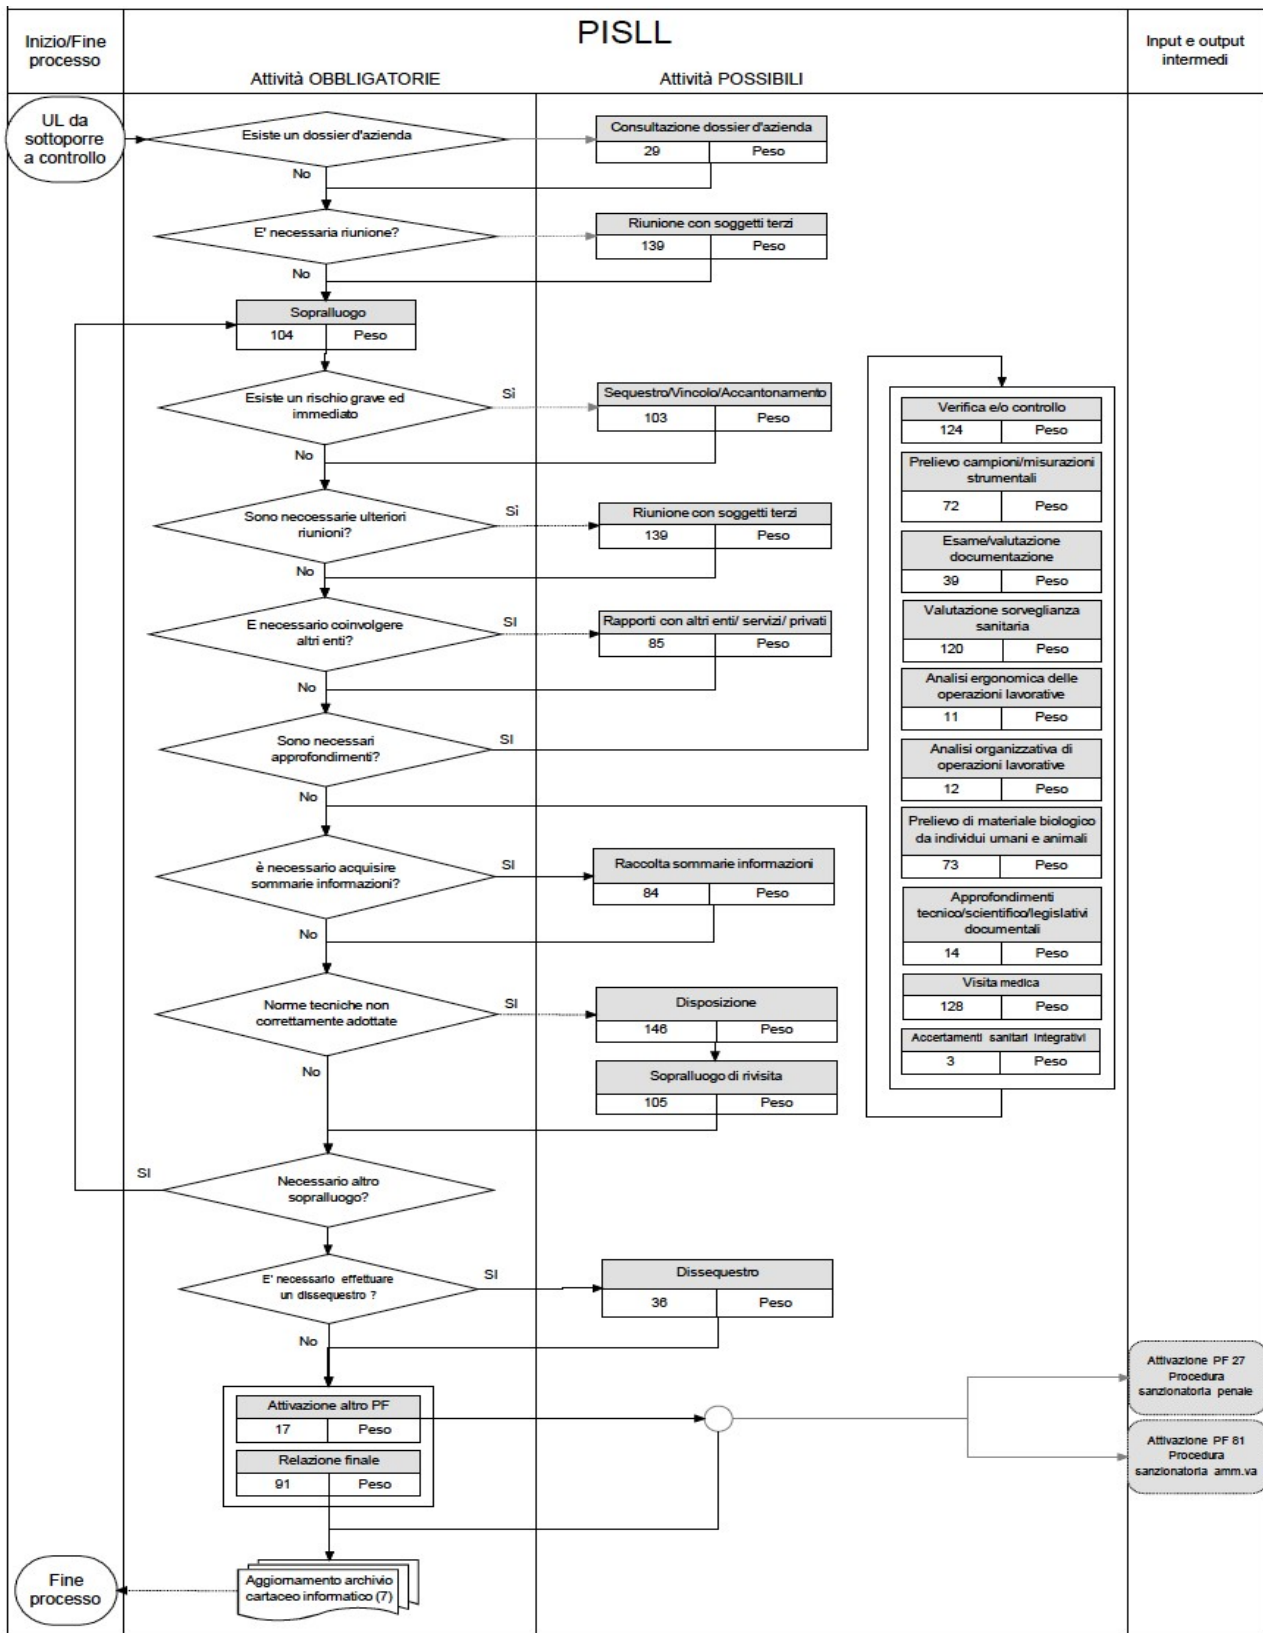 PISLL
Inizio/Fine
processo
Attività OBBLIGATORIE
Attività POSSIBILI
Input e output
intermedi
UL da
sottoporre
a controllo
Esiste un dossier d'azienda
Consultazione dossier d'azienda
29 Peso
No
E' necessaria riunione?
Riunione con soggetti terzi
139 Peso
No
Sopralluogo
104 Peso
Esiste un rischio grave ed
immediato
Sì
Sequestro/Vincolo/Accantonamento
103 Peso
No
Sono neccessarie ulteriori
riunioni?
Sì
Riunione con soggetti terzi
139 Peso
No
E necessario coinvolgere
altri enti?
SI
Rapporti con altri enti/ servizi/ privati
85 Peso
No
Sono necessari
approfondimenti?
SI
No
Verifica e/o controllo
124 Peso
Prelievo campioni/misurazioni
strumentali
72 Peso
Esame/valutazione
documentazione
39 Peso
Valutazione sorveglianza
sanitaria
120 Peso
Analisi ergonomica delle
operazioni lavorative
11 Peso
Analisi organizzativa di
operazioni lavorative
12 Peso
Prelievo di materiale biologico
da individui umani e animali
73 Peso
Approfondimenti
tecnico/scientifico/legislativi
documentali
14 Peso
Visita medica
128 Peso
Accertamenti sanitari integrativi
3 Peso
è necessario acquisire
sommarie informazioni?
SI
Raccolta sommarie informazioni
84 Peso
No
Norme tecniche non
correttamente adottate
SI
Disposizione
146 Peso
Sopralluogo di rivisita
105 Peso
No
SI
Necessario altro
sopralluogo?
E' necessario effettuare
un dissequestro ?
SI
Dissequestro
36 Peso
No
Attivazione altro PF
17 Peso
Relazione finale
91 Peso
Attivazione PF 27
Procedura
sanzionatoria penale
Attivazione PF 81
Procedura
sanzionatoria amm.va
Aggiornamento archivio
cartaceo informatico (7)
Fine
processo